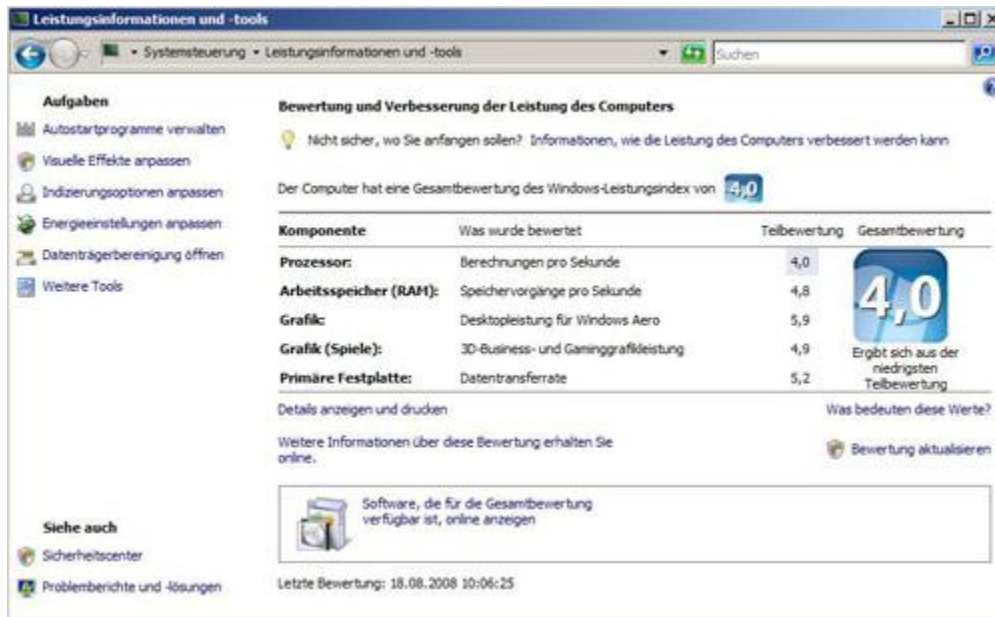 Leistungsinformationen und -tools
Systemsteuerung • Leistungsinformationen und -tools
Suchen
Aufgaben
Autostartprogramme verwalten
Visuelle Effekte anpassen
Indizierungsoptionen anpassen
Energieeinstellungen anpassen
Datenträgerbereinigung öffnen
Weitere Tools
Siehe auch
Sicherheitscenter
Problemberichte und -lösungen
Bewertung und Verbesserung der Leistung des Computers
Nicht sicher, wo Sie anfangen sollen? Informationen, wie die Leistung des Computers verbessert werden kann
Der Computer hat eine Gesamtbewertung des Windows-Leistungsindex von 4,0
Komponente Was wurde bewertet Teilbewertung Gesamtbewertung
Prozessor: Berechnungen pro Sekunde 4,0
Arbeitsspeicher (RAM): Speichervorgänge pro Sekunde 4,8
Grafik: Desktopleistung für Windows Aero 5,9
Grafik (Spiele): 3D-Business- und Gaminggrafikleistung 4,9
Primäre Festplatte: Datentransferrate 5,2
4,0
Ergibt sich aus der
niedrigsten
Teilbewertung
Details anzeigen und drucken
Was bedeuten diese Werte?
Weitere Informationen über diese Bewertung erhalten Sie
online.
Bewertung aktualisieren
Software, die für die Gesamtbewertung
verfügbar ist, online anzeigen
Letzte Bewertung: 18.08.2008 10:06:25